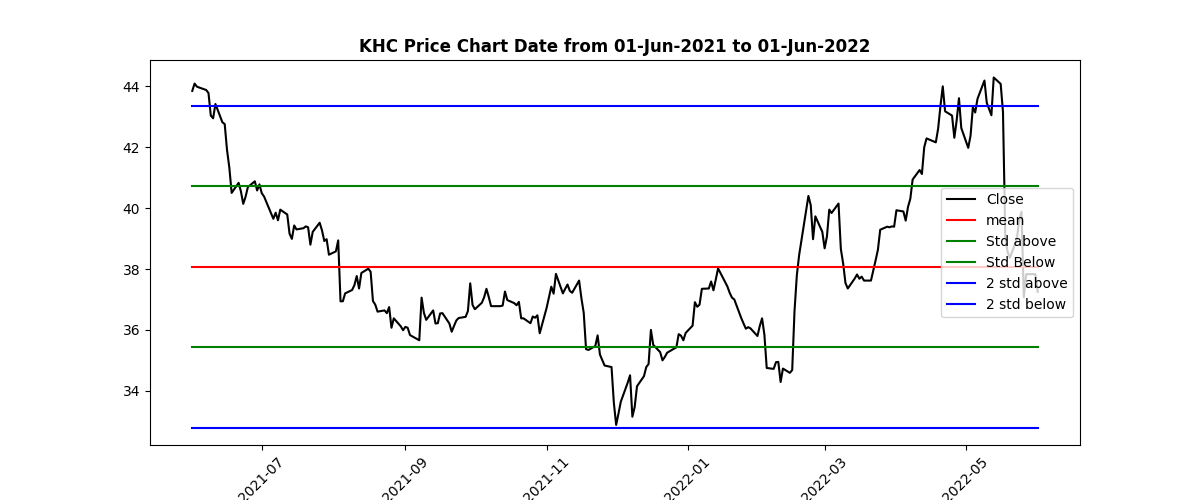 KHC Price Chart Date from 01-Jun-2021 to 01-Jun-2022
44
42
40
38
36
34
Close
mean
Std above
Std Below
2 std above
2 std below
2021-07
2021-09
2021-11
2022-01
2022-03
2022-05